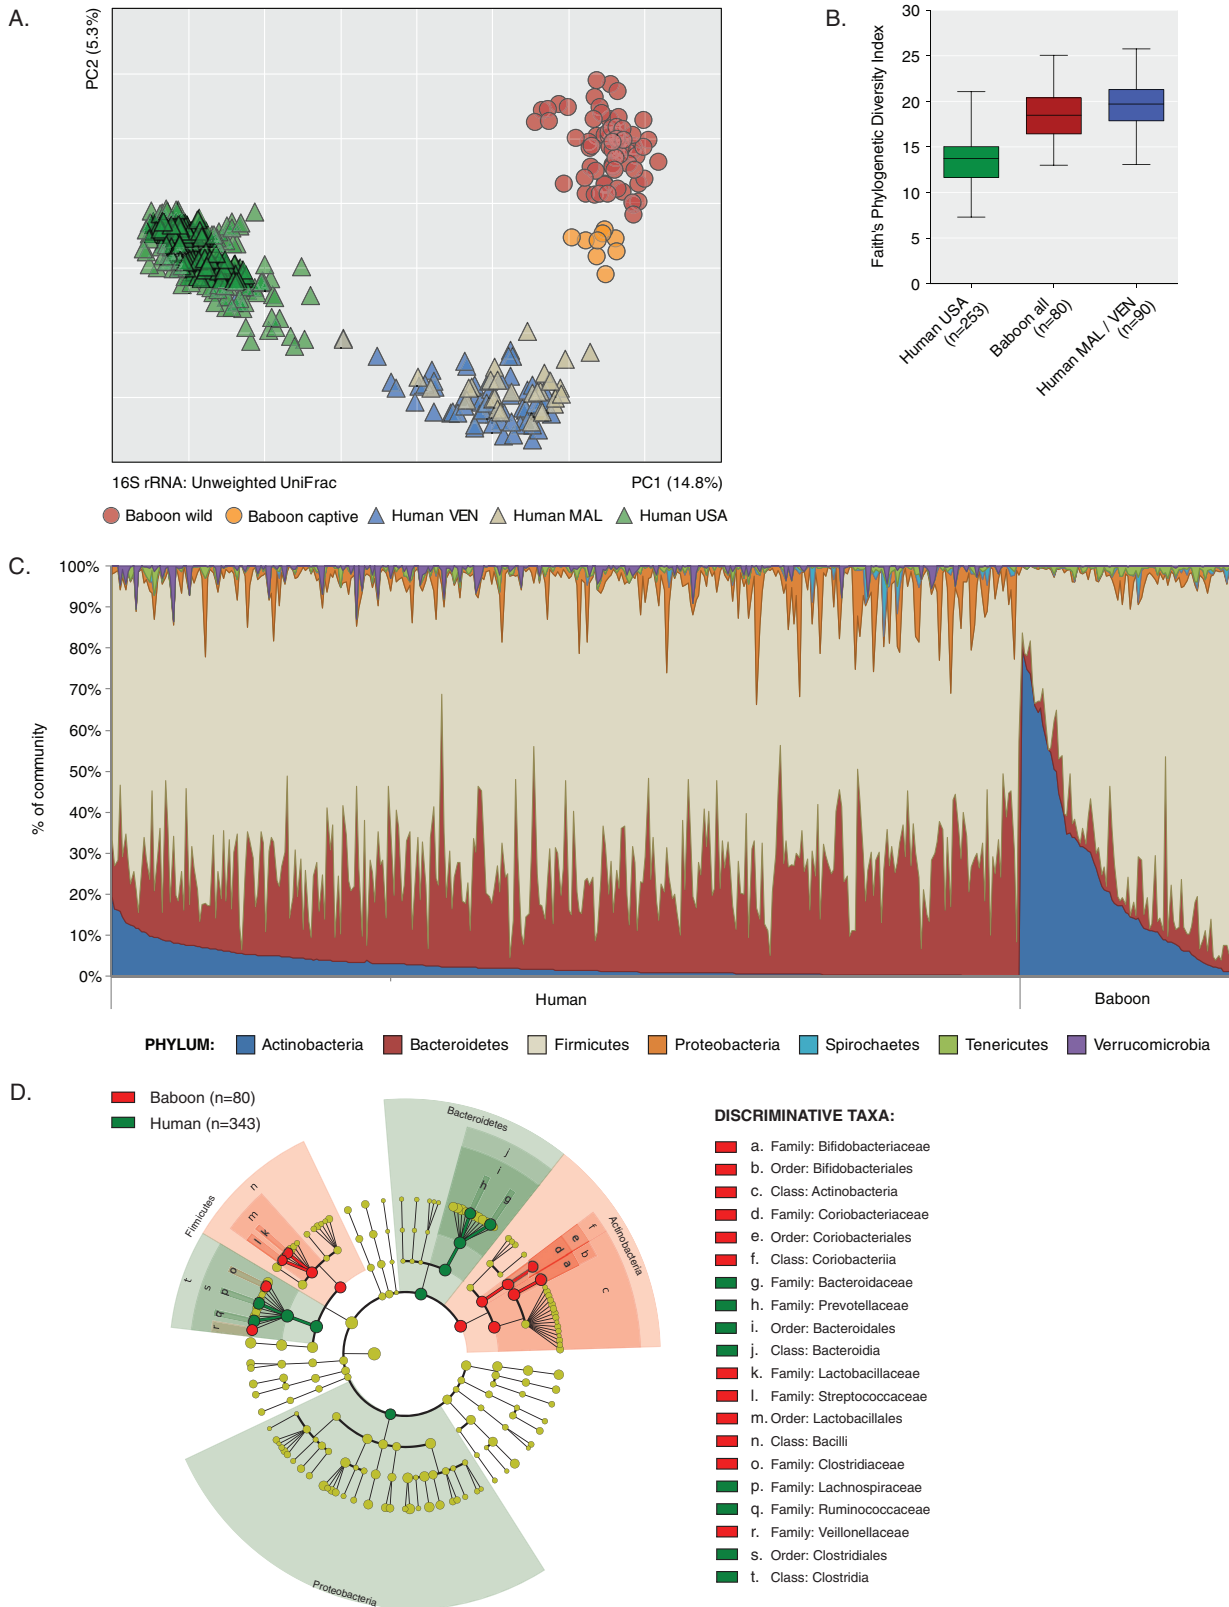 A.
PC2 (5.3%)
16S rRNA: Unweighted UniFrac
PC1 (14.8%)
Baboon wild
Baboon captive
Human VEN
Human MAL
Human USA
B.
Faith's Phylogenetic Diversity Index
30
25
20
15
10
5
0
Human USA
(n=253)
Baboon all
(n=80)
Human MAL / VEN
(n=90)
C.
% of community
100%
90%
80%
70%
60%
50%
40%
30%
20%
10%
0%
Human
Baboon
PHYLUM:
Actinobacteria
Bacteroidetes
Firmicutes
Proteobacteria
Spirochaetes
Tenericutes
Verrucomicrobia
D.
Baboon (n=80)
Human (n=343)
Bacteroidetes
j
i
h
g
Firmicutes
n
m
k
l
t
s
o
p
q
r
Actinobacteria
f
e
d
b
a
c
Proteobacteria
DISCRIMINATIVE TAXA:
a. Family: Bifidobacteriaceae
b. Order: Bifidobacteriales
c. Class: Actinobacteria
d. Family: Coriobacteriaceae
e. Order: Coriobacteriales
f. Class: Coriobacteriia
g. Family: Bacteroidaceae
h. Family: Prevotellaceae
i. Order: Bacteroidales
j. Class: Bacteroidia
k. Family: Lactobacillaceae
l. Family: Streptococcaceae
m. Order: Lactobacillales
n. Class: Bacilli
o. Family: Clostridiaceae
p. Family: Lachnospiraceae
q. Family: Ruminococcaceae
r. Family: Veillonellaceae
s. Order: Clostridiales
t. Class: Clostridia